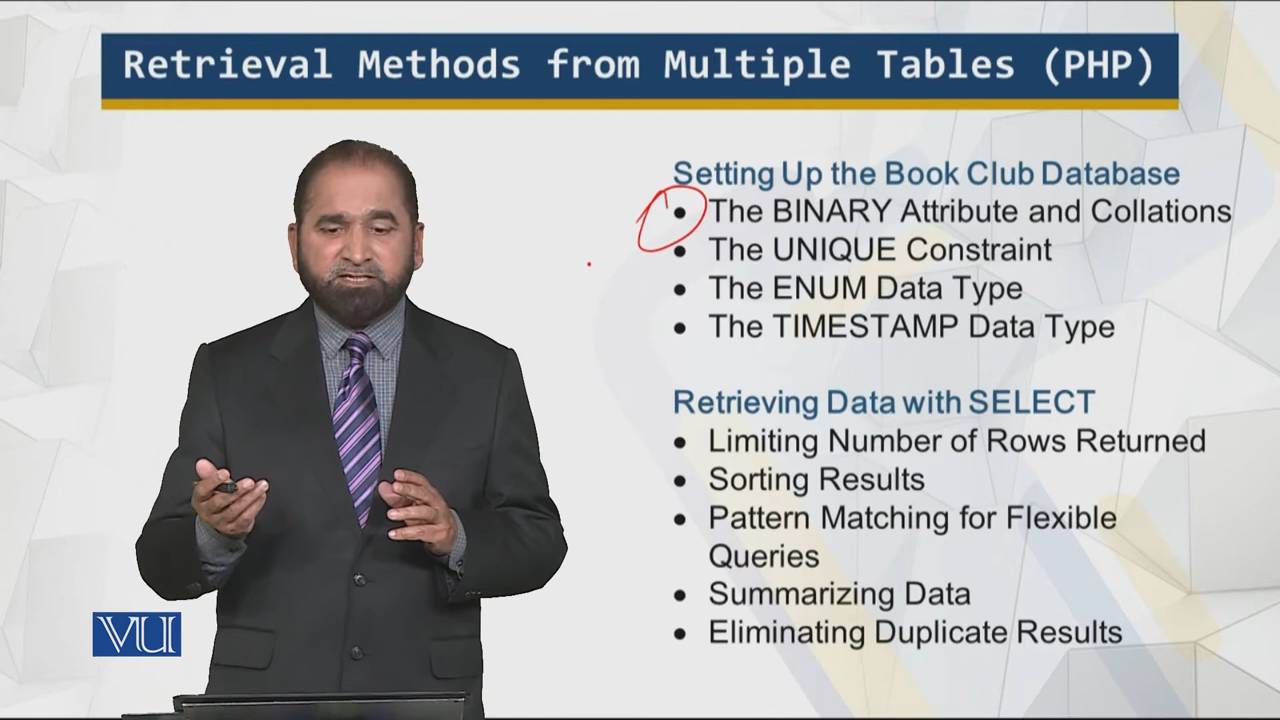 Retrieval Methods from Multiple Tables (PHP)
Setting Up the Book Club Database
• The BINARY Attribute and Collations
• The UNIQUE Constraint
• The ENUM Data Type
• The TIMESTAMP Data Type
Retrieving Data with SELECT
• Limiting Number of Rows Returned
• Sorting Results
• Pattern Matching for Flexible
Queries
• Summarizing Data
• Eliminating Duplicate Results
VU